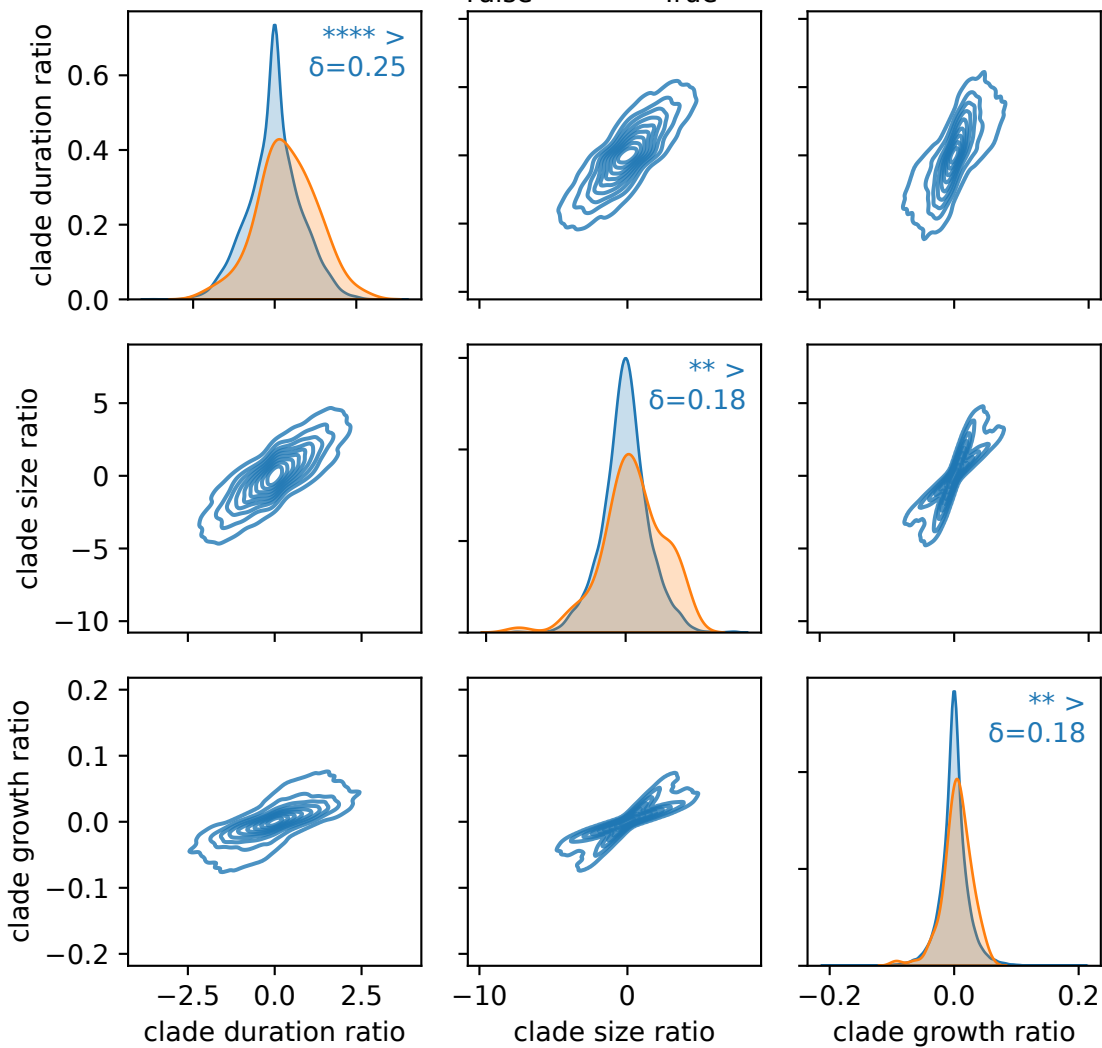 clade duration ratio
0.6
0.4
0.2
0.0
**** >
δ=0.25
clade size ratio
5
0
−5
−10
** >
δ=0.18
clade growth ratio
0.2
0.1
0.0
−0.1
−0.2
** >
δ=0.18
−2.5 0.0 2.5
−10 0
−0.2 0.0 0.2
clade duration ratio
clade size ratio
clade growth ratio